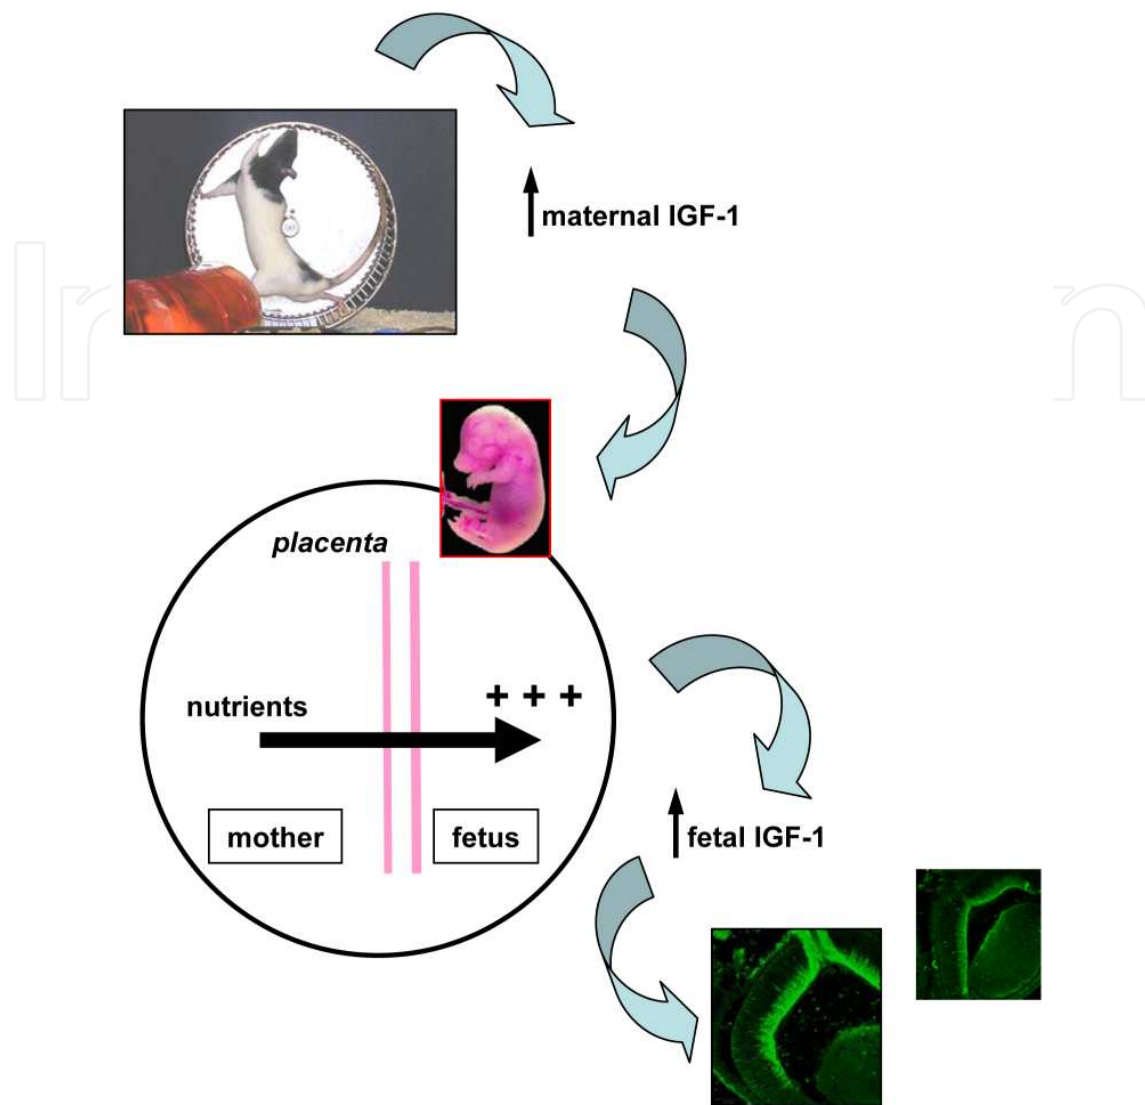 maternal IGF-1
placenta
nutrients
+ + +
mother
fetus
fetal IGF-1